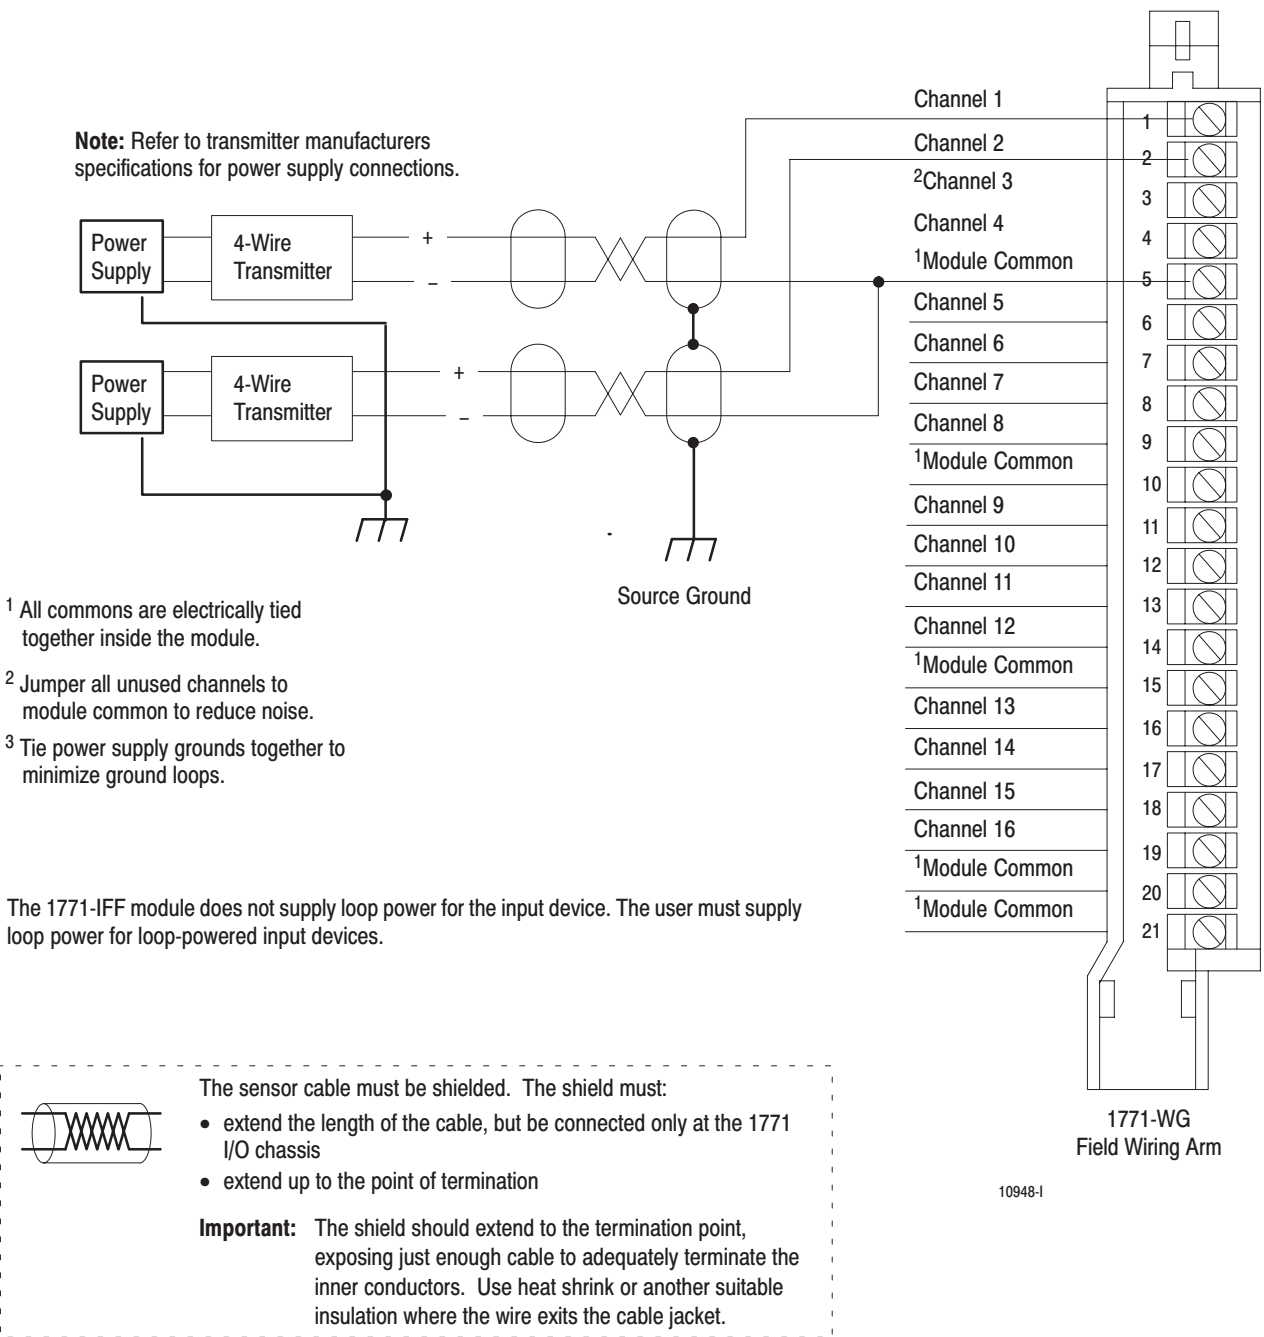 Note: Refer to transmitter manufacturers
specifications for power supply connections.
Power
Supply
4-Wire
Transmitter
+
–
Power
Supply
4-Wire
Transmitter
+
–
Source Ground
Channel 1
Channel 2
2Channel 3
Channel 4
1Module Common
Channel 5
Channel 6
Channel 7
Channel 8
1Module Common
Channel 9
Channel 10
Channel 11
Channel 12
1Module Common
Channel 13
Channel 14
Channel 15
Channel 16
1Module Common
1Module Common
1
2
3
4
5
6
7
8
9
10
11
12
13
14
15
16
17
18
19
20
21
1 All commons are electrically tied
together inside the module.
2 Jumper all unused channels to
module common to reduce noise.
3 Tie power supply grounds together to
minimize ground loops.
The 1771-IFF module does not supply loop power for the input device. The user must supply
loop power for loop-powered input devices.
The sensor cable must be shielded. The shield must:
• extend the length of the cable, but be connected only at the 1771
I/O chassis
• extend up to the point of termination
Important: The shield should extend to the termination point,
exposing just enough cable to adequately terminate the
inner conductors. Use heat shrink or another suitable
insulation where the wire exits the cable jacket.
1771-WG
Field Wiring Arm
10948-I